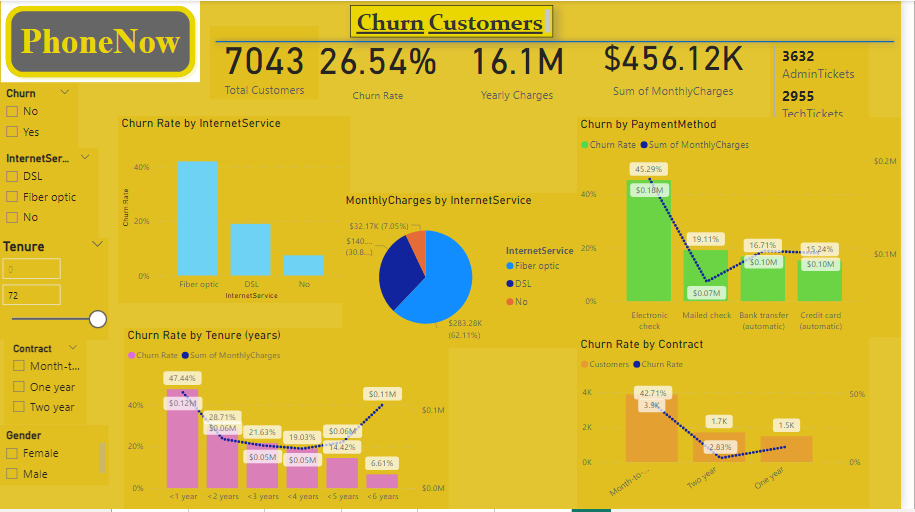 PhoneNow
Churn Customers
7043
Total Customers
26.54%
Churn Rate
16.1M
Yearly Charges
$456.12K
Sum of MonthlyCharges
3632
AdminTickets
2955
TechTickets
Churn
No
Yes
InternetSer...
DSL
Fiber optic
No
Tenure
0
72
Contract
Month-t...
One year
Two year
Gender
Female
Male
Churn Rate by InternetService
Churn Rate
40%
20%
0%
Fiber optic DSL No
InternetService
MonthlyCharges by InternetService
$32.17K (7.05%)
$140....
(30.8...)
$283.28K
(62.11%)
InternetService
Fiber optic
DSL
No
Churn by PaymentMethod
Churn Rate Sum of MonthlyCharges
40%
20%
0%
$0.2M
$0.1M
45.29%
$0.18M
19.11%
$0.07M
16.71%
$0.10M
15.24%
$0.10M
Electronic check
Mailed check
Bank transfer (automatic)
Credit card (automatic)
Churn Rate by Tenure (years)
Churn Rate Sum of MonthlyCharges
40%
20%
0%
$0.1M
$0.0M
47.44%
$0.12M
28.71%
$0.06M
21.63%
$0.05M
19.03%
$0.05M
$0.06M
14.42%
$0.11M
6.61%
<1 year <2 years <3 years <4 years <5 years <6 years
Churn Rate by Contract
Customers Churn Rate
4K
2K
0K
50%
0%
42.71%
3.9K
1.7K
2.83%
1.5K
Month-to-...
Two year
One year